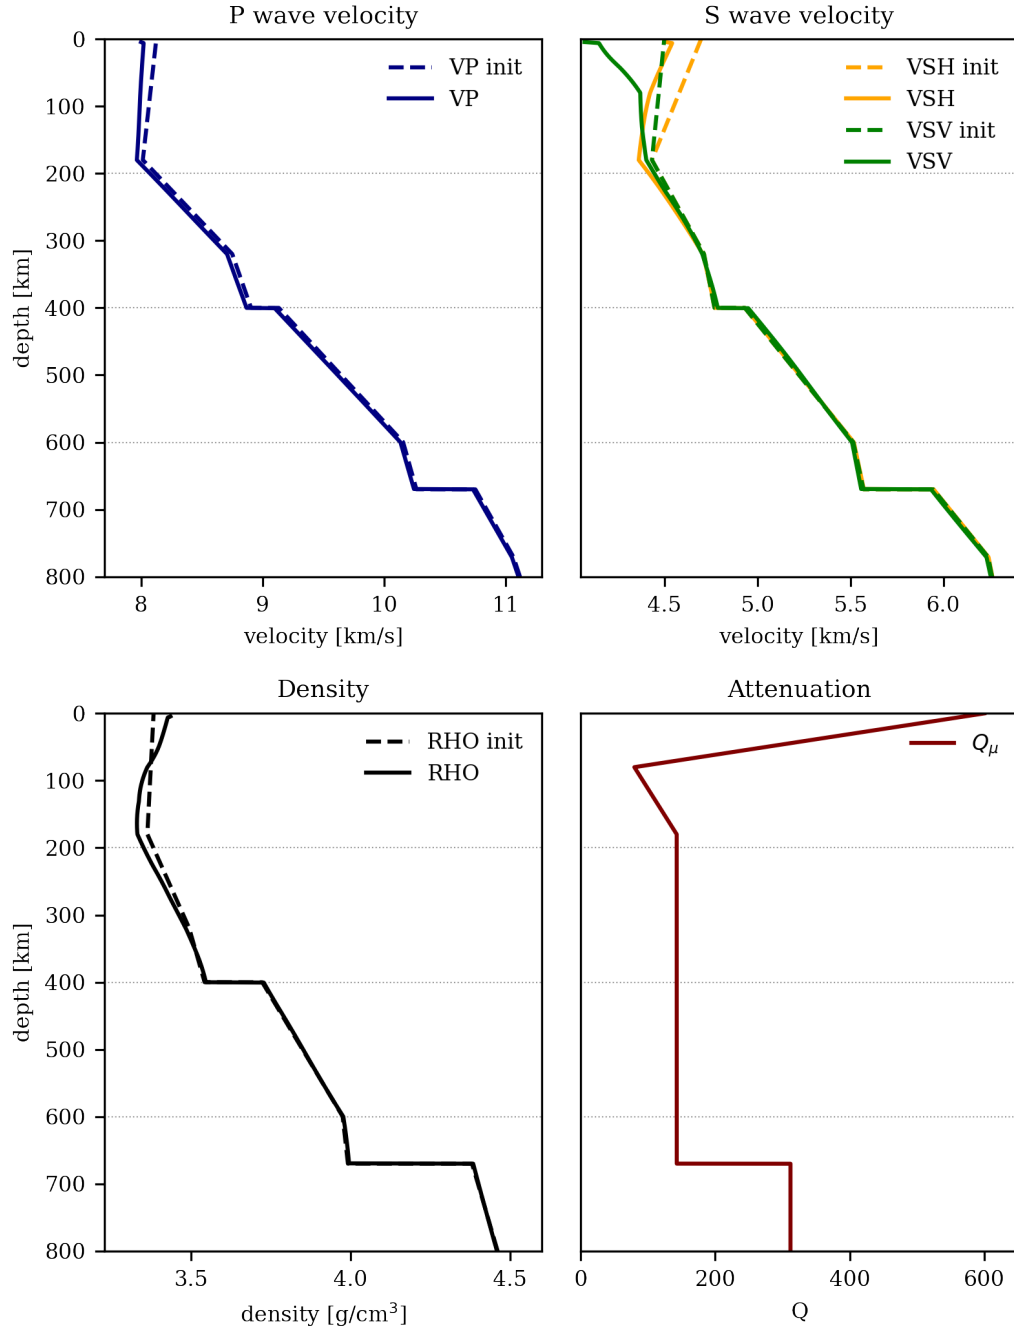 P wave velocity
S wave velocity
0
100
200
300
400
500
600
700
800
depth [km]
VP init
VP
VSH init
VSH
VSV init
VSV
8
9
10
11
4.5
5.0
5.5
6.0
velocity [km/s]
velocity [km/s]
Density
Attenuation
0
100
200
300
400
500
600
700
800
depth [km]
RHO init
RHO
Qμ
3.5
4.0
4.5
0
200
400
600
density [g/cm³]
Q